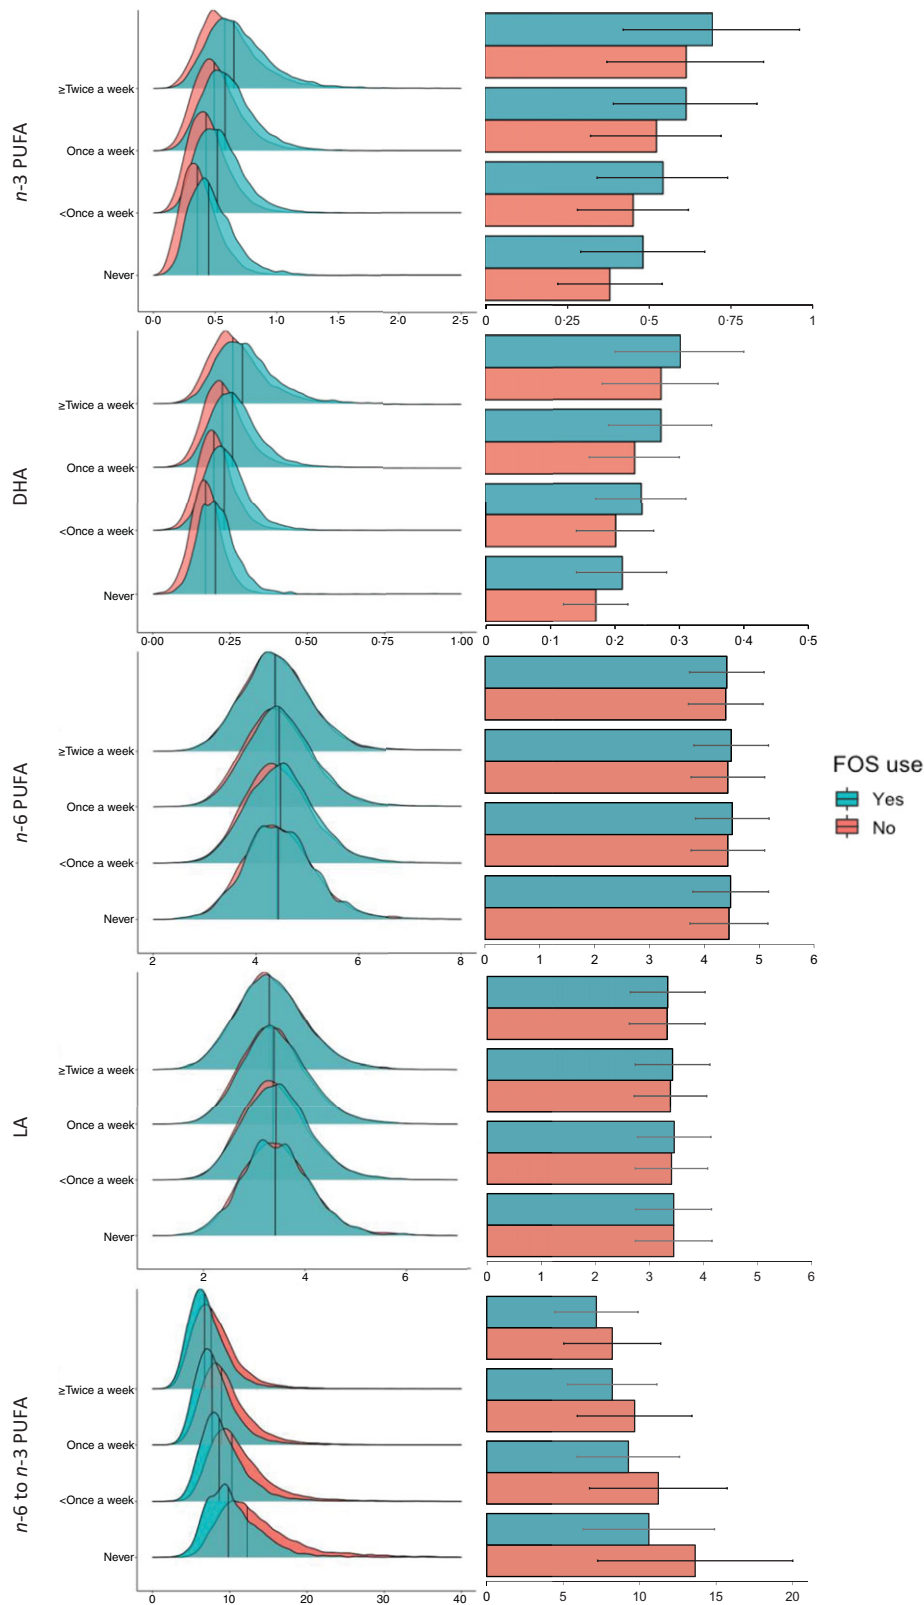 n-3 PUFA
≥Twice a week
Once a week
<Once a week
Never
0·0 0·5 1·0 1·5 2·0 2·5
0 0·25 0·5 0·75 1
DHA
≥Twice a week
Once a week
<Once a week
Never
0·00 0·25 0·50 0·75 1·00
0 0·1 0·2 0·3 0·4 0·5
n-6 PUFA
≥Twice a week
Once a week
<Once a week
Never
2 4 6 8
0 1 2 3 4 5 6
FOS use
Yes
No
LA
≥Twice a week
Once a week
<Once a week
Never
2 4 6
0 1 2 3 4 5 6
n-6 to n-3 PUFA
≥Twice a week
Once a week
<Once a week
Never
0 10 20 30 40
0 5 10 15 20